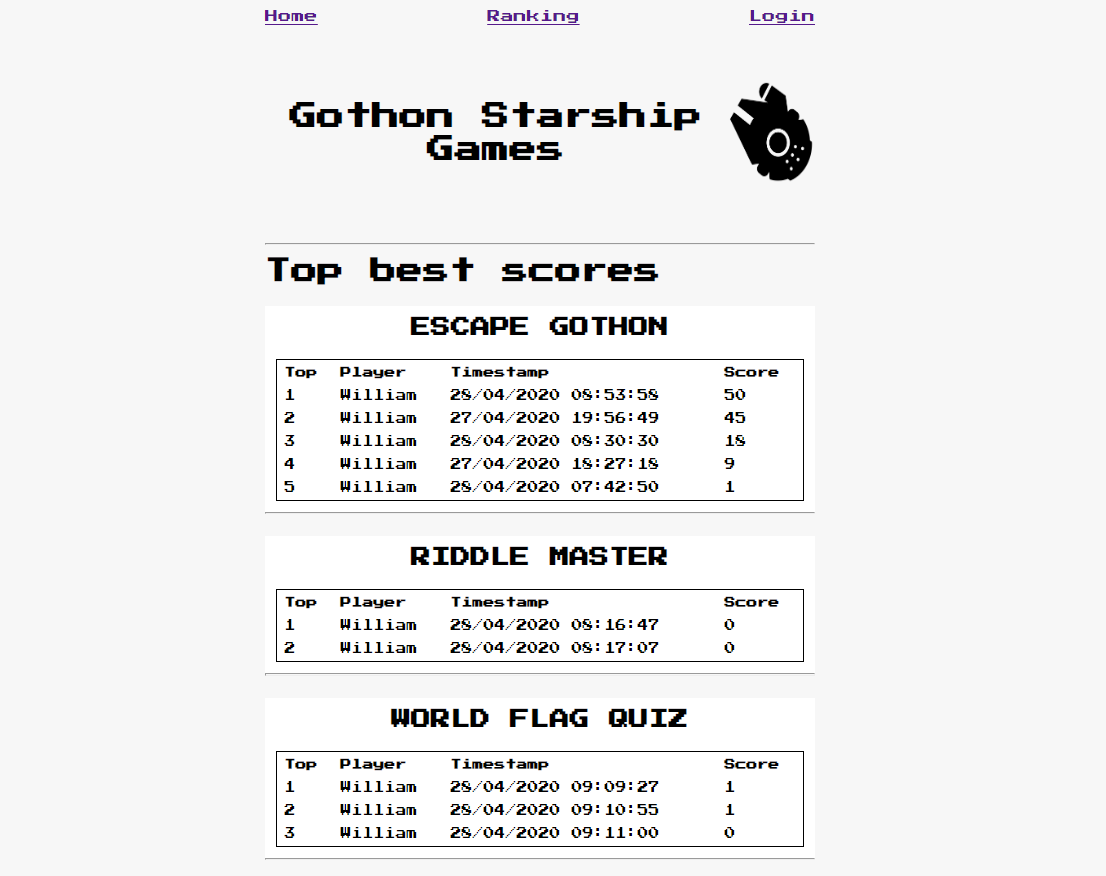 Home Ranking Login
Gothon Starship
Games
Top best scores
ESCAPE GOTHON
Top Player Timestamp Score
1 William 28/04/2020 08:53:58 50
2 William 27/04/2020 19:56:49 45
3 William 28/04/2020 08:30:30 18
4 William 27/04/2020 18:27:18 9
5 William 28/04/2020 07:42:50 1
RIDDLE MASTER
Top Player Timestamp Score
1 William 28/04/2020 08:16:47 0
2 William 28/04/2020 08:17:07 0
WORLD FLAG QUIZ
Top Player Timestamp Score
1 William 28/04/2020 09:09:27 1
2 William 28/04/2020 09:10:55 1
3 William 28/04/2020 09:11:00 0